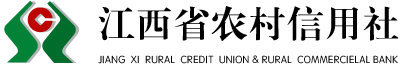 江西省农村信用社
JIANG XI RURAL CREDIT UNION & RURAL COMMERCIELAL BANK